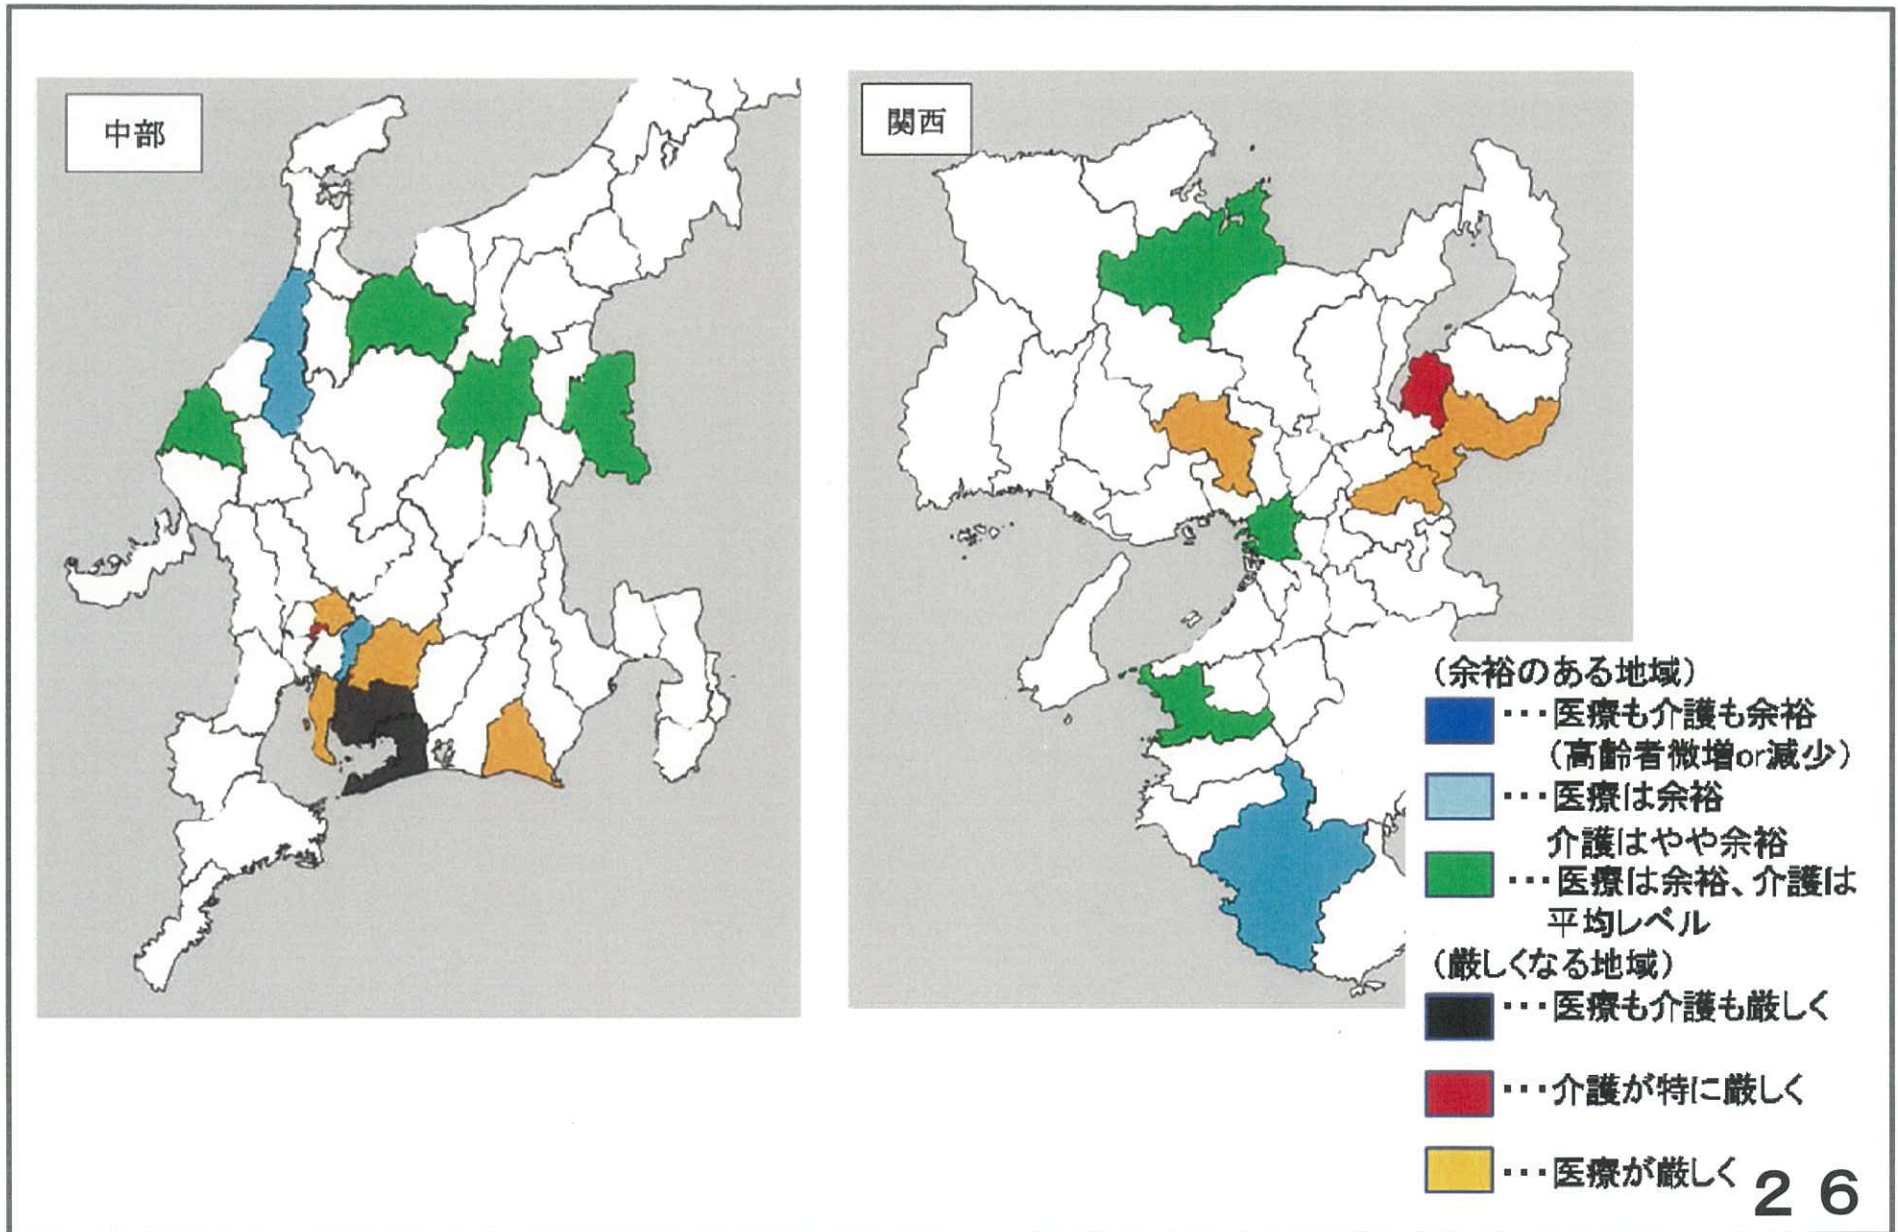 中部
関西
(余裕のある地域)
･･･医療も介護も余裕
(高齢者微増or減少)
･･･医療は余裕
介護はやや余裕
･･･医療は余裕、介護は
平均レベル
(厳しくなる地域)
･･･医療も介護も厳しく
･･･介護が特に厳しく
･･･医療が厳しく
２６